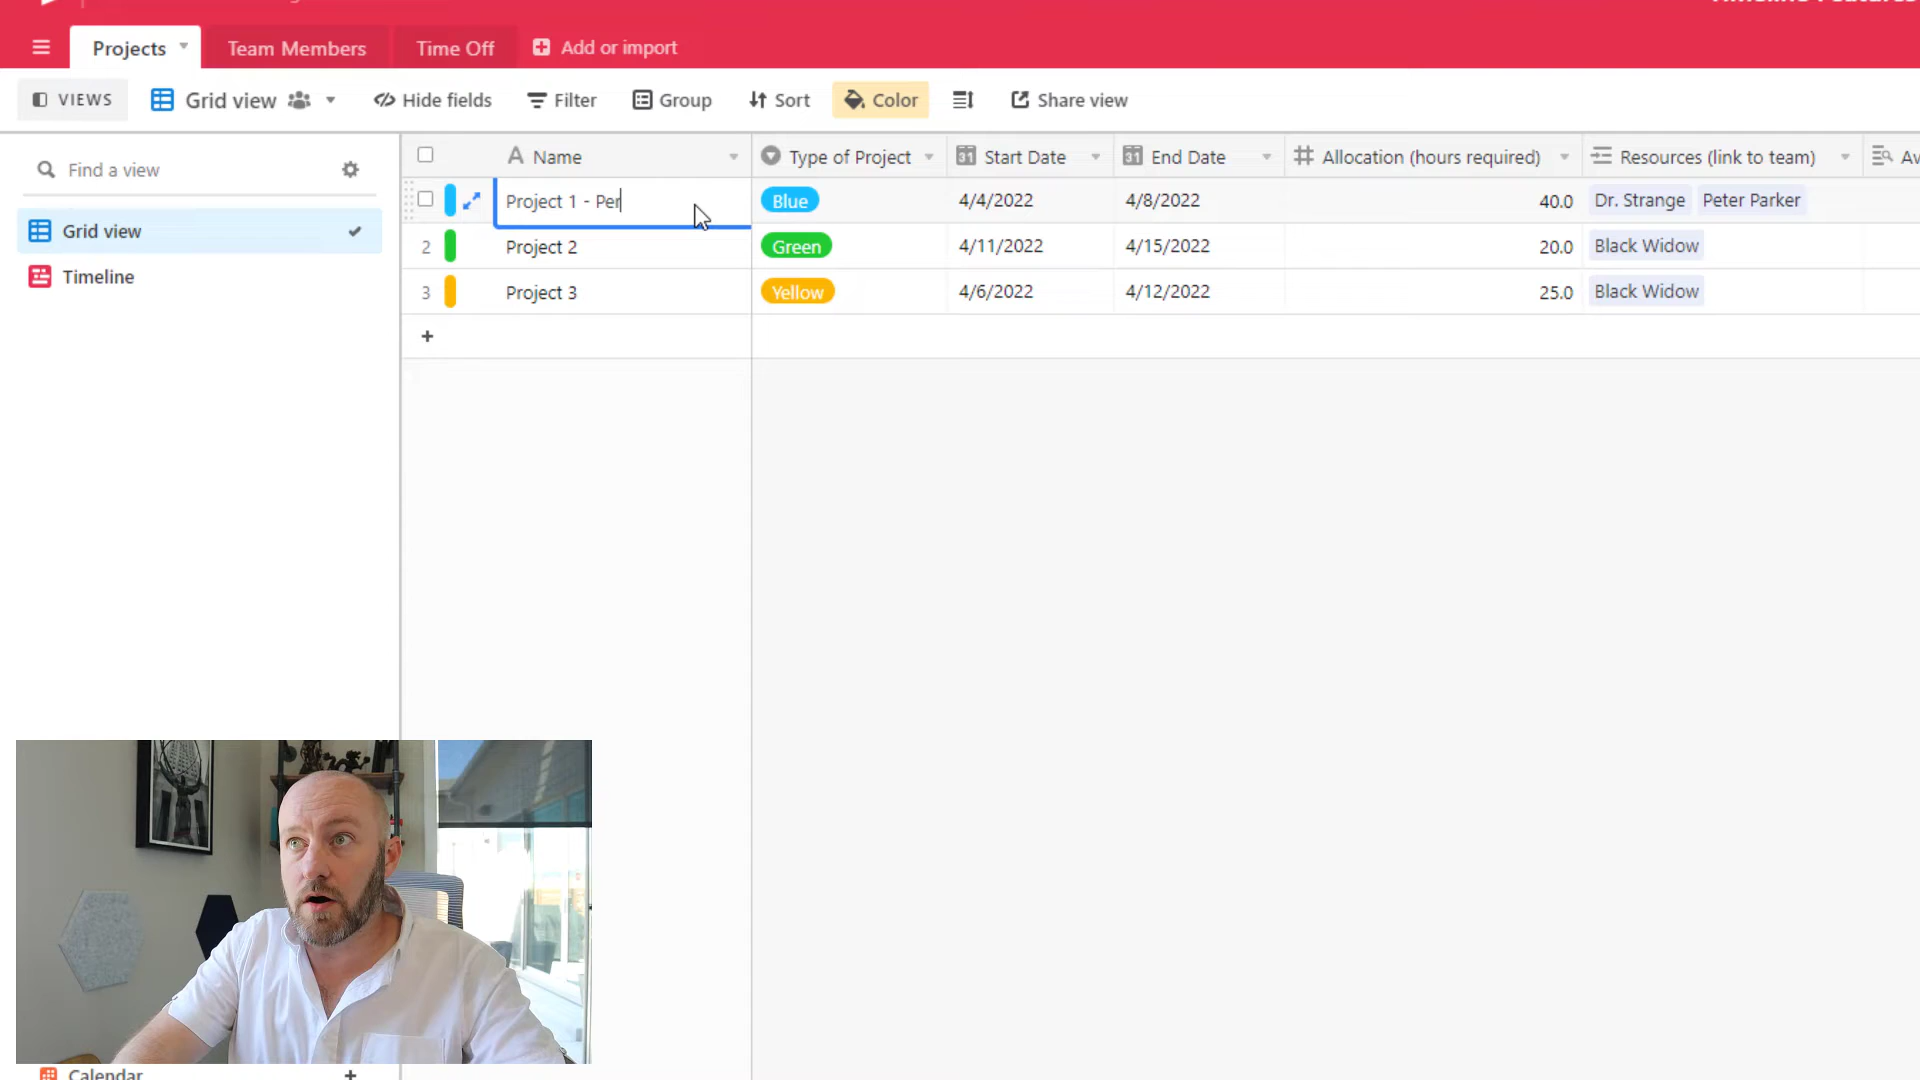 Projects
Team Members
Time Off
Add or import
VIEWS
Grid view
Hide fields
Filter
Group
Sort
Color
Share view
Find a view
Grid view
Timeline
Name
Type of Project
Start Date
End Date
Allocation (hours required)
Resources (link to team)
Project 1 - Per
Blue
4/4/2022
4/8/2022
40.0
Dr. Strange
Peter Parker
2
Project 2
Green
4/11/2022
4/15/2022
20.0
Black Widow
3
Project 3
Yellow
4/6/2022
4/12/2022
25.0
Black Widow
Calendar